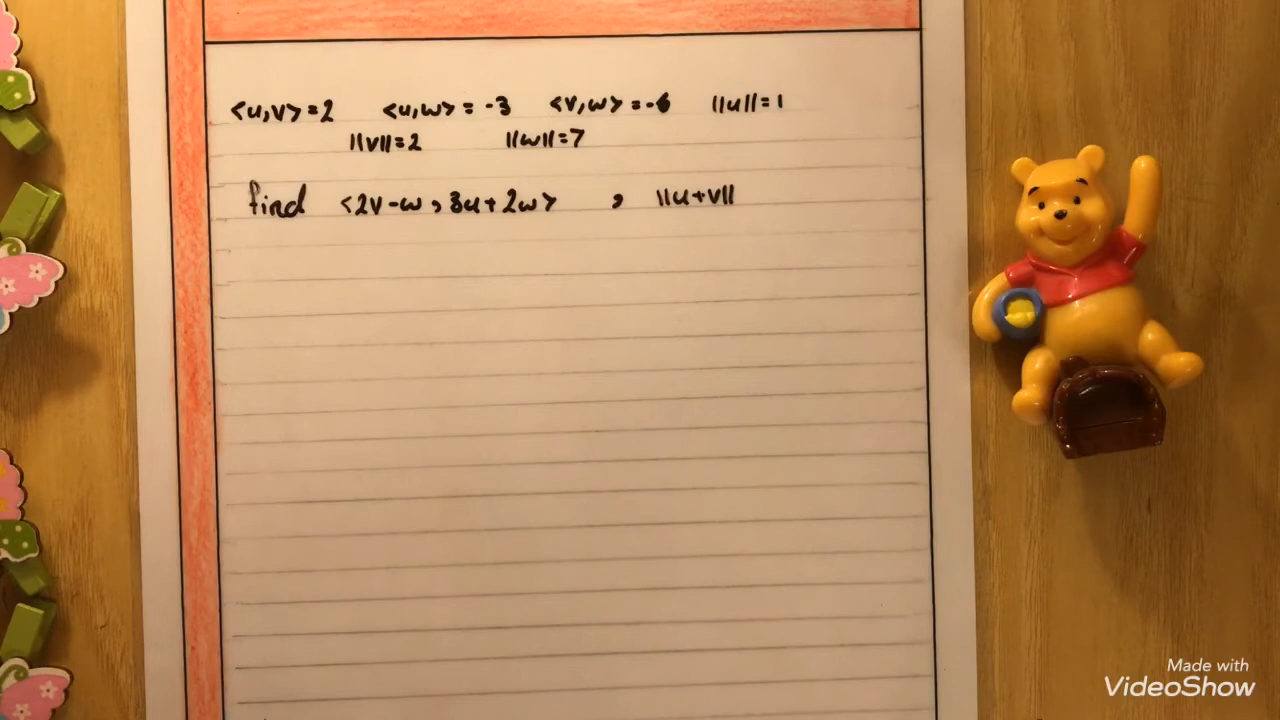 <u,v> = 2 <u,w> = -3 <v,w> = -6 ||u|| = 1
||v|| = 2 ||w|| = 7
find <2v-w , 3u+2w> , ||u+v||
Made with
VideoShow